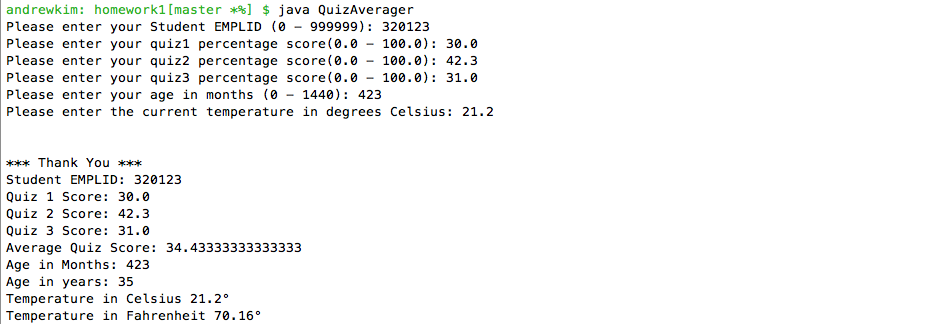 andrewkim: homework1[master *%] $ java QuizAverager
Please enter your Student EMPLID (0 – 999999): 320123
Please enter your quiz1 percentage score(0.0 – 100.0): 30.0
Please enter your quiz2 percentage score(0.0 – 100.0): 42.3
Please enter your quiz3 percentage score(0.0 – 100.0): 31.0
Please enter your age in months (0 – 1440): 423
Please enter the current temperature in degrees Celsius: 21.2
*** Thank You ***
Student EMPLID: 320123
Quiz 1 Score: 30.0
Quiz 2 Score: 42.3
Quiz 3 Score: 31.0
Average Quiz Score: 34.43333333333333
Age in Months: 423
Age in years: 35
Temperature in Celsius 21.2°
Temperature in Fahrenheit 70.16°